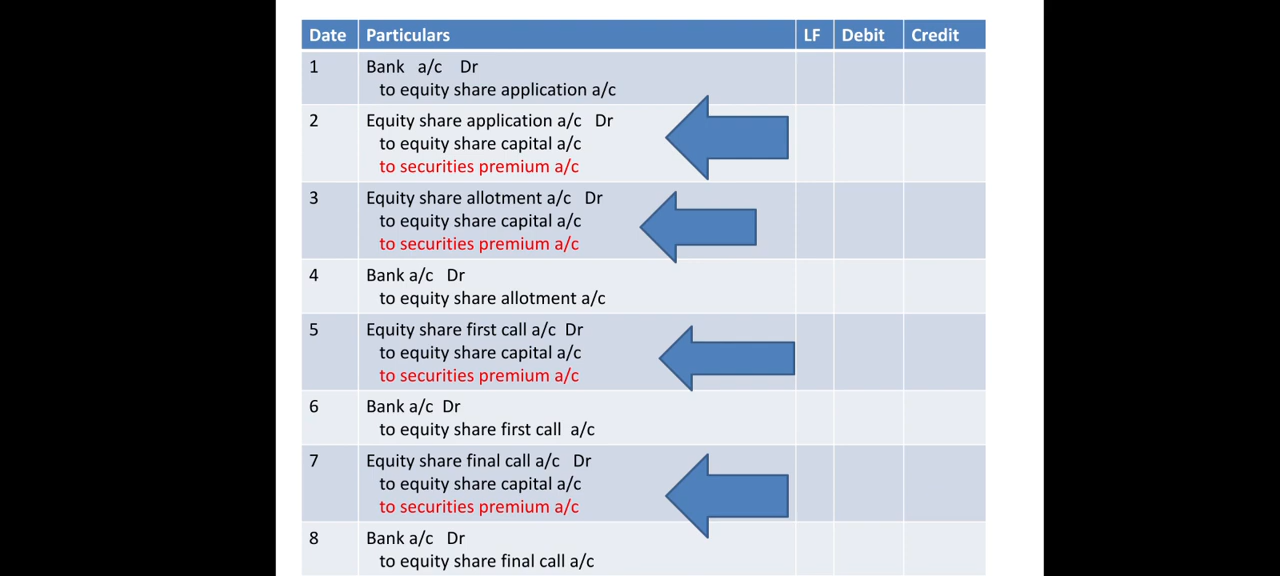 Date Particulars LF Debit Credit
1 Bank a/c Dr
to equity share application a/c
2 Equity share application a/c Dr
to equity share capital a/c
to securities premium a/c
3 Equity share allotment a/c Dr
to equity share capital a/c
to securities premium a/c
4 Bank a/c Dr
to equity share allotment a/c
5 Equity share first call a/c Dr
to equity share capital a/c
to securities premium a/c
6 Bank a/c Dr
to equity share first call a/c
7 Equity share final call a/c Dr
to equity share capital a/c
to securities premium a/c
8 Bank a/c Dr
to equity share final call a/c